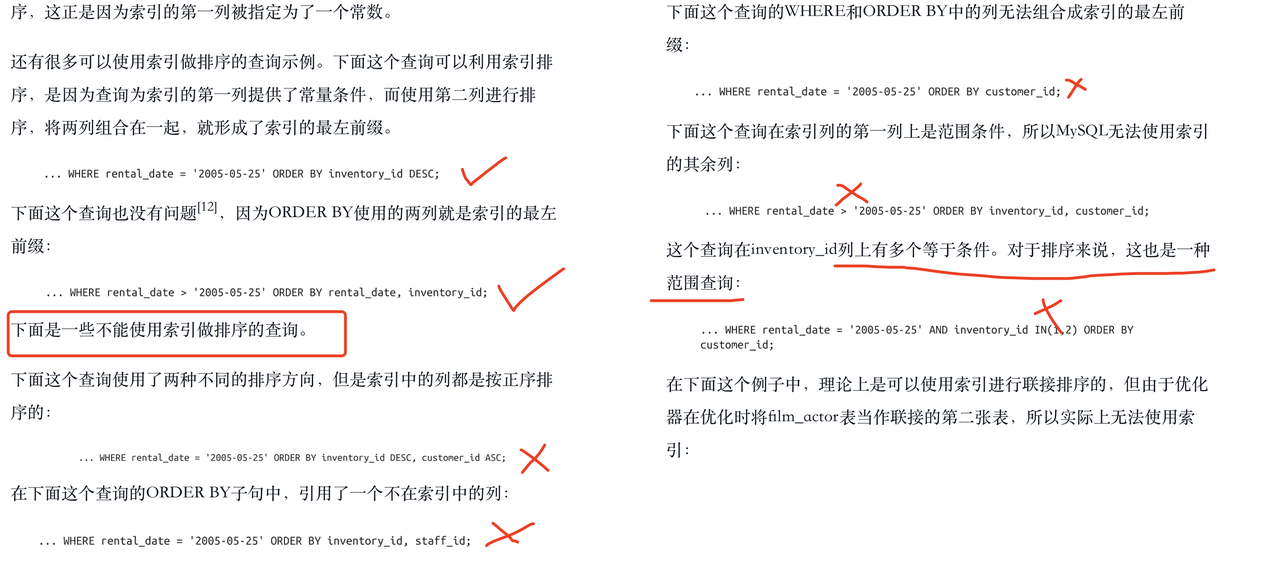 序，这正是因为索引的第一列被指定为了一个常数。
还有很多可以使用索引做排序的查询示例。下面这个查询可以利用索引排
序，是因为查询为索引的第一列提供了常量条件，而使用第二列进行排
序，将两列组合在一起，就形成了索引的最左前缀。
... WHERE rental_date = '2005-05-25' ORDER BY inventory_id DESC;
下面这个查询也没有问题[12]，因为ORDER BY使用的两列就是索引的最左
前缀：
... WHERE rental_date > '2005-05-25' ORDER BY rental_date, inventory_id;
下面是一些不能使用索引做排序的查询。
下面这个查询使用了两种不同的排序方向，但是索引中的列都是按正序排
序的：
... WHERE rental_date = '2005-05-25' ORDER BY inventory_id DESC, customer_id ASC;
在下面这个查询的ORDER BY子句中，引用了一个不在索引中的列：
... WHERE rental_date = '2005-05-25' ORDER BY inventory_id, staff_id;
下面这个查询的WHERE和ORDER BY中的列无法组合成索引的最左前
缀：
... WHERE rental_date = '2005-05-25' ORDER BY customer_id;
下面这个查询在索引列的第一列上是范围条件，所以MySQL无法使用索引
的其余列：
... WHERE rental_date > '2005-05-25' ORDER BY inventory_id, customer_id;
这个查询在inventory_id列上有多个等于条件。对于排序来说，这也是一种
范围查询：
... WHERE rental_date = '2005-05-25' AND inventory_id IN(1,2) ORDER BY
customer_id;
在下面这个例子中，理论上是可以使用索引进行联接排序的，但由于优化
器在优化时将film_actor表当作联接的第二张表，所以实际上无法使用索
引：